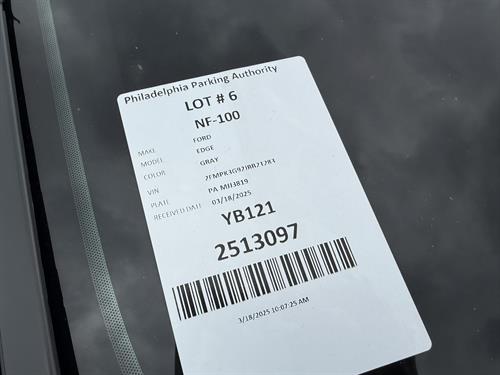 Philadelphia Parking Authority
LOT # 6
NF-100
MAKE FORD
MODEL EDGE
COLOR GRAY
VIN
PLATE PA MJJ3819
RECEIVED DATE 03/18/2025
YB121
2513097
3/18/2025 10:07:25 AM